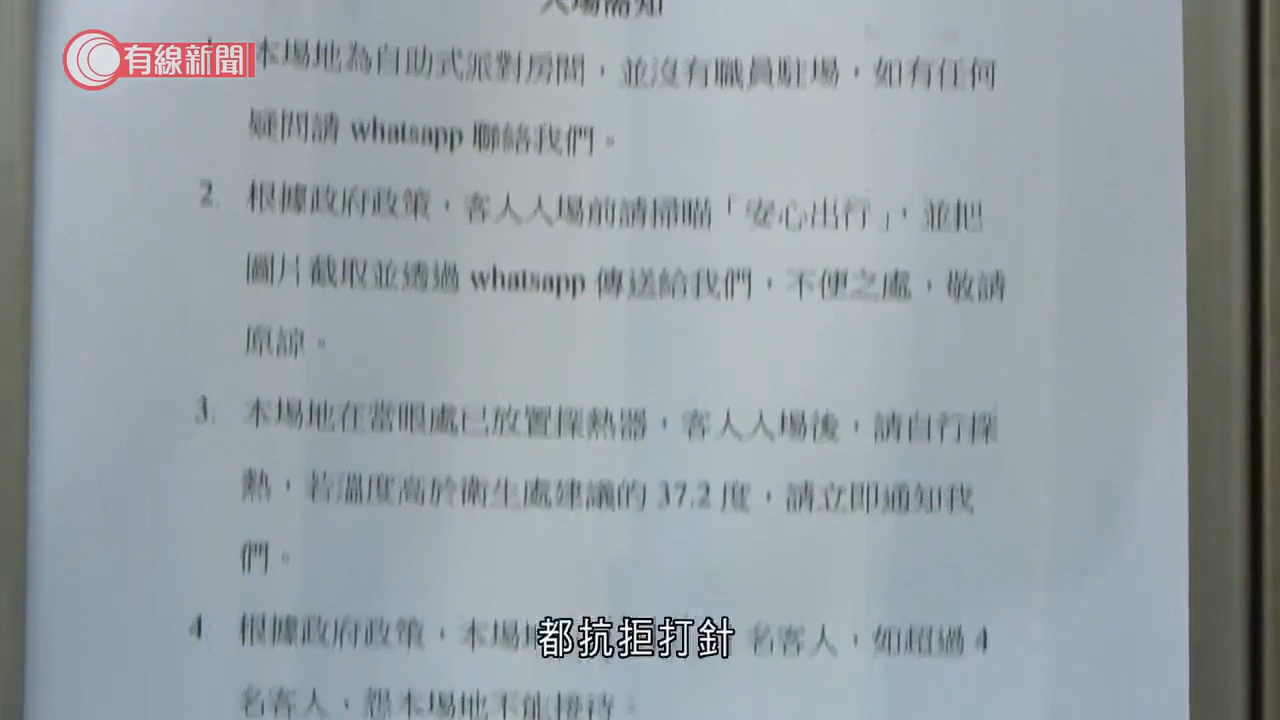 入場需知
有線新聞
本場地為自助式派對房間，並沒有職員駐場，如有任何
疑問請 whatsapp 聯絡我們。
2. 根據政府政策，客人入場前請掃瞄「安心出行」，並把
圖片截取並透過 whatsapp 傳送給我們，不便之處，敬請
原諒。
3. 本場地在當眼處已放置探熱器，客人入場後，請自行探
熱，若溫度高於衛生處建議的 37.2 度，請立即通知我
們。
4 根據政府政策，本場地 名客人，如超過 4
都抗拒打針
名客人，恕本場地不能接待。